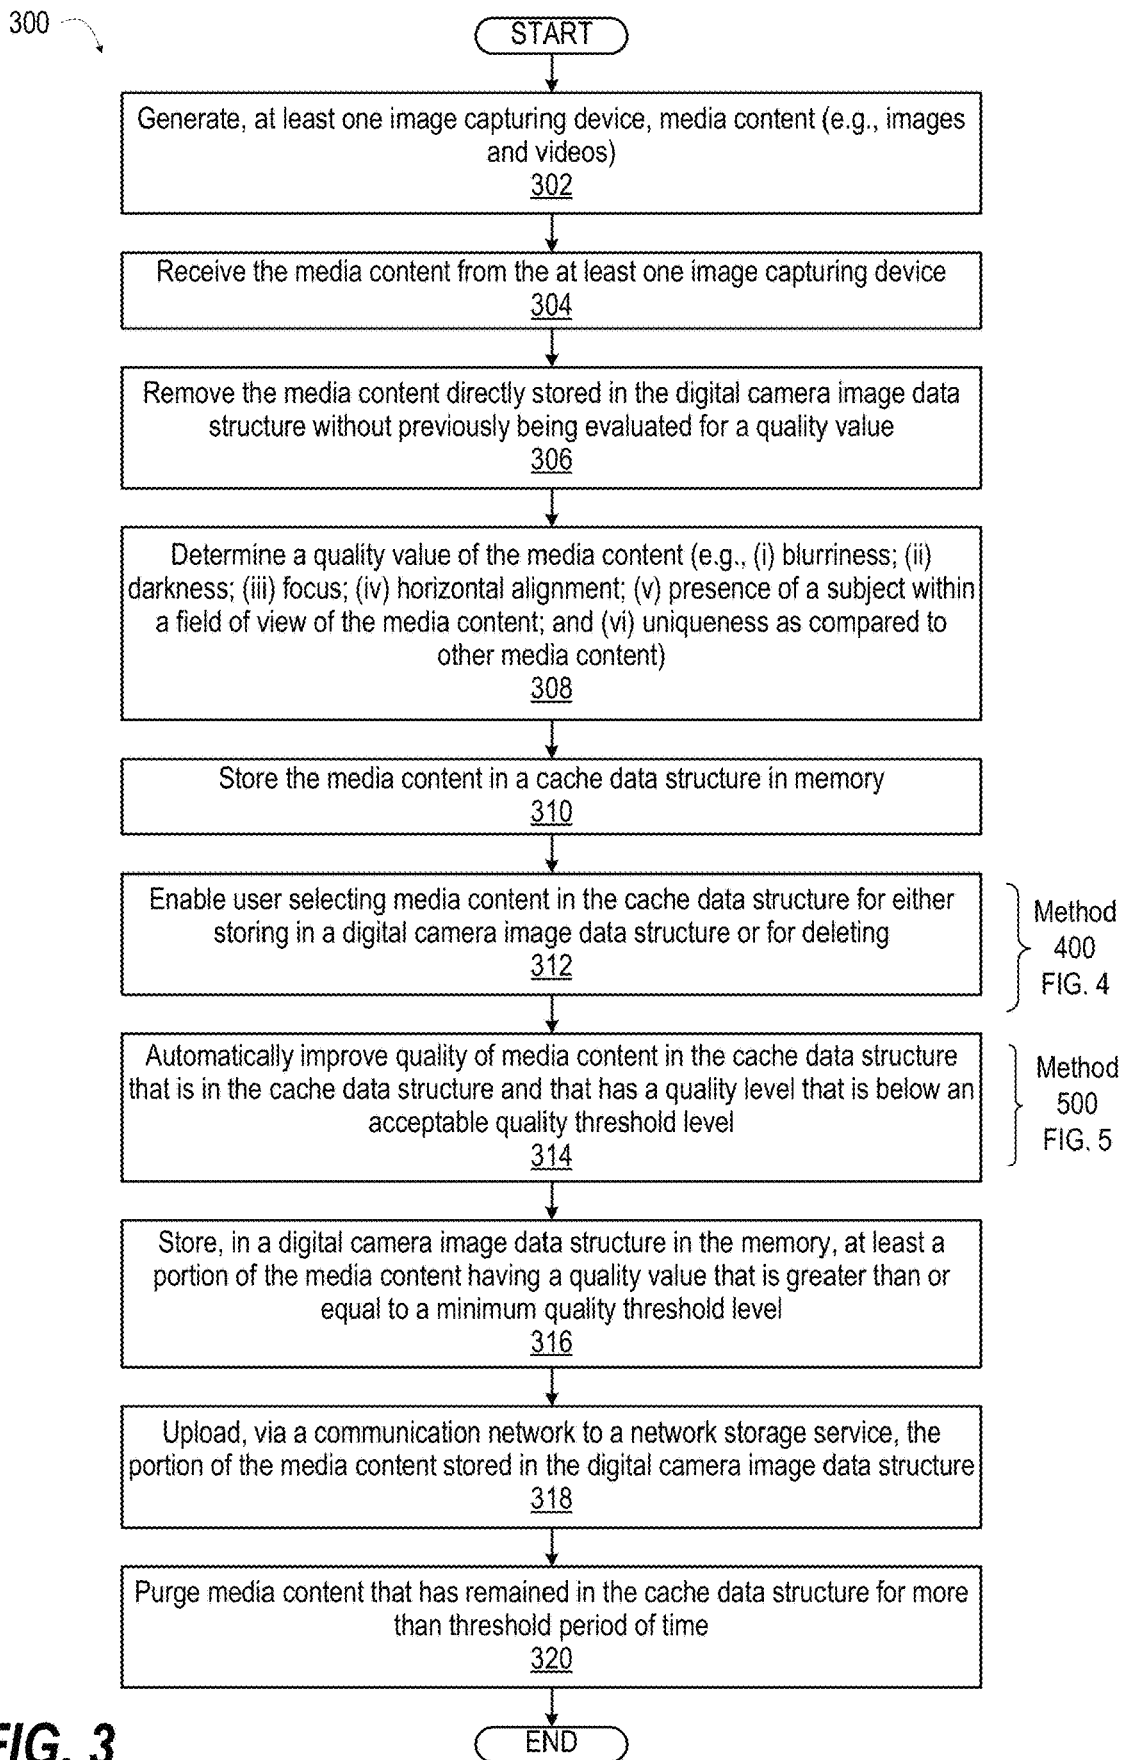 300
START
Generate, at least one image capturing device, media content (e.g., images
and videos)
302
Receive the media content from the at least one image capturing device
304
Remove the media content directly stored in the digital camera image data
structure without previously being evaluated for a quality value
306
Determine a quality value of the media content (e.g., (i) blurriness; (ii)
darkness; (iii) focus; (iv) horizontal alignment; (v) presence of a subject within
a field of view of the media content; and (vi) uniqueness as compared to
other media content)
308
Store the media content in a cache data structure in memory
310
Enable user selecting media content in the cache data structure for either
storing in a digital camera image data structure or for deleting
312
Method
400
FIG. 4
Automatically improve quality of media content in the cache data structure
that is in the cache data structure and that has a quality level that is below an
acceptable quality threshold level
314
Method
500
FIG. 5
Store, in a digital camera image data structure in the memory, at least a
portion of the media content having a quality value that is greater than or
equal to a minimum quality threshold level
316
Upload, via a communication network to a network storage service, the
portion of the media content stored in the digital camera image data structure
318
Purge media content that has remained in the cache data structure for more
than threshold period of time
320
END
FIG. 3